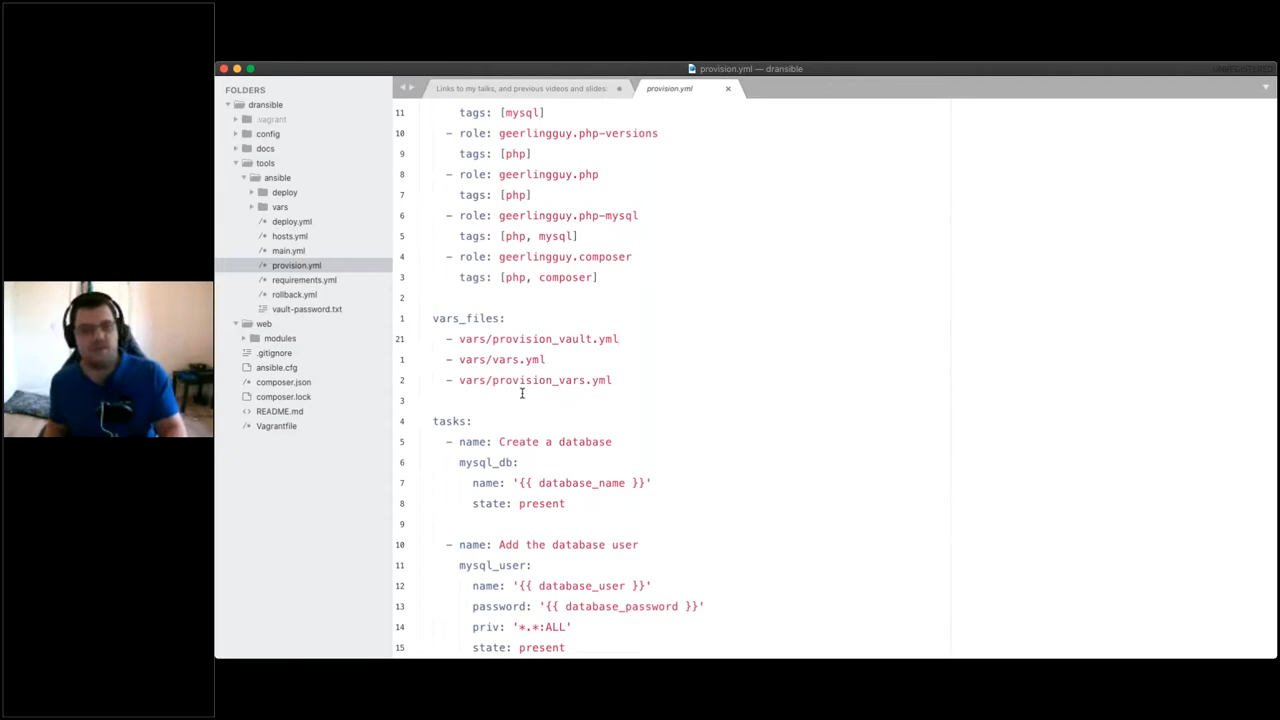 provision.yml — dransible
UNREGISTERED
FOLDERS
dransible
.vagrant
config
docs
tools
ansible
deploy
vars
/* deploy.yml
/* hosts.yml
/* main.yml
/* provision.yml
/* requirements.yml
/* rollback.yml
vault-password.txt
web
modules
.gitignore
ansible.cfg
/* composer.json
composer.lock
README.md
Vagrantfile
Links to my talks, and previous videos and slides:
provision.yml
11 tags: [mysql]
10 - role: geerlingguy.php-versions
9 tags: [php]
8 - role: geerlingguy.php
7 tags: [php]
6 - role: geerlingguy.php-mysql
5 tags: [php, mysql]
4 - role: geerlingguy.composer
3 tags: [php, composer]
2
1 vars_files:
21 - vars/provision_vault.yml
1 - vars/vars.yml
2 - vars/provision_vars.yml
3
4 tasks:
5 - name: Create a database
6 mysql_db:
7 name: '{{ database_name }}'
8 state: present
9
10 - name: Add the database user
11 mysql_user:
12 name: '{{ database_user }}'
13 password: '{{ database_password }}'
14 priv: '*.*:ALL'
15 state: present